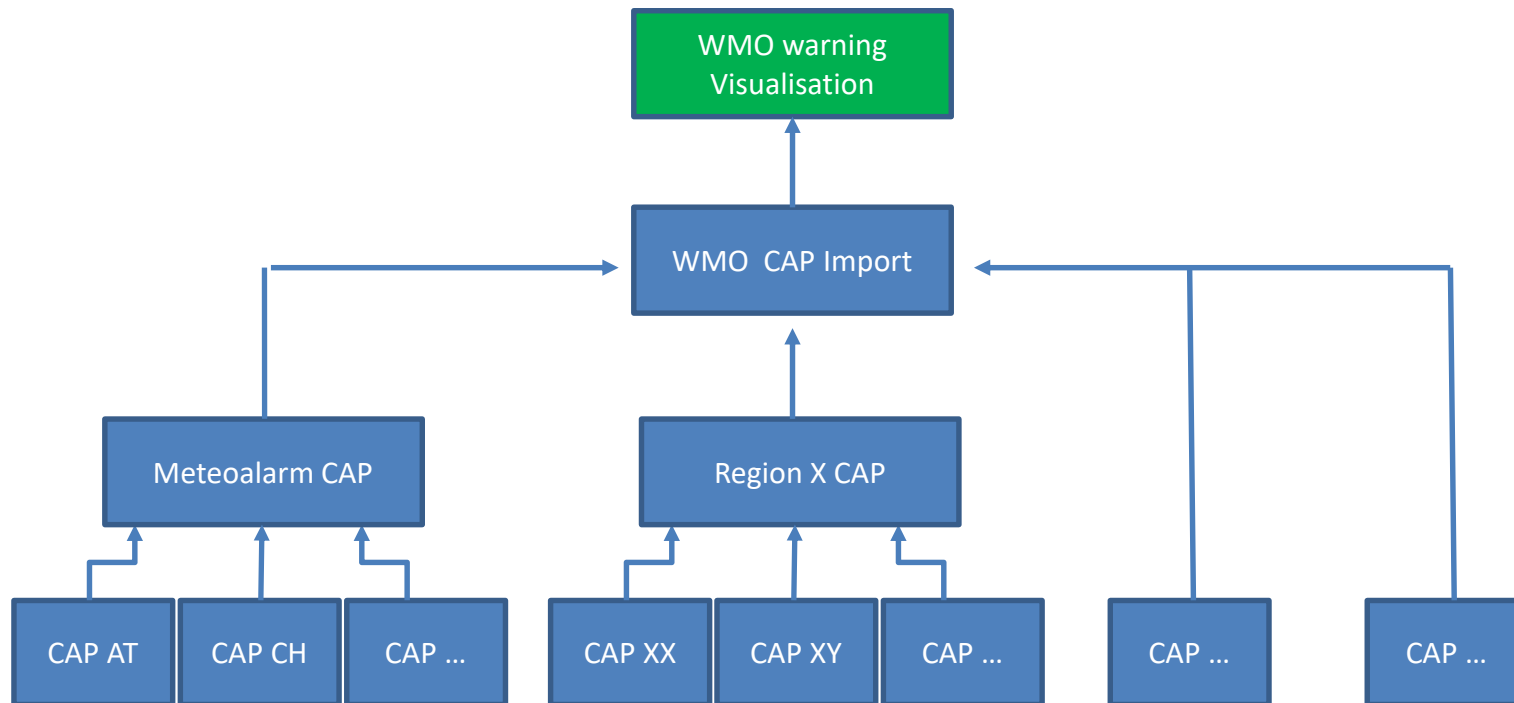 WMO warning
Visualisation
WMO  CAP Import
Meteoalarm CAP
Region X CAP
CAP AT
CAP CH
CAP ...
CAP XX
CAP XY
CAP ...
CAP ...
CAP ...